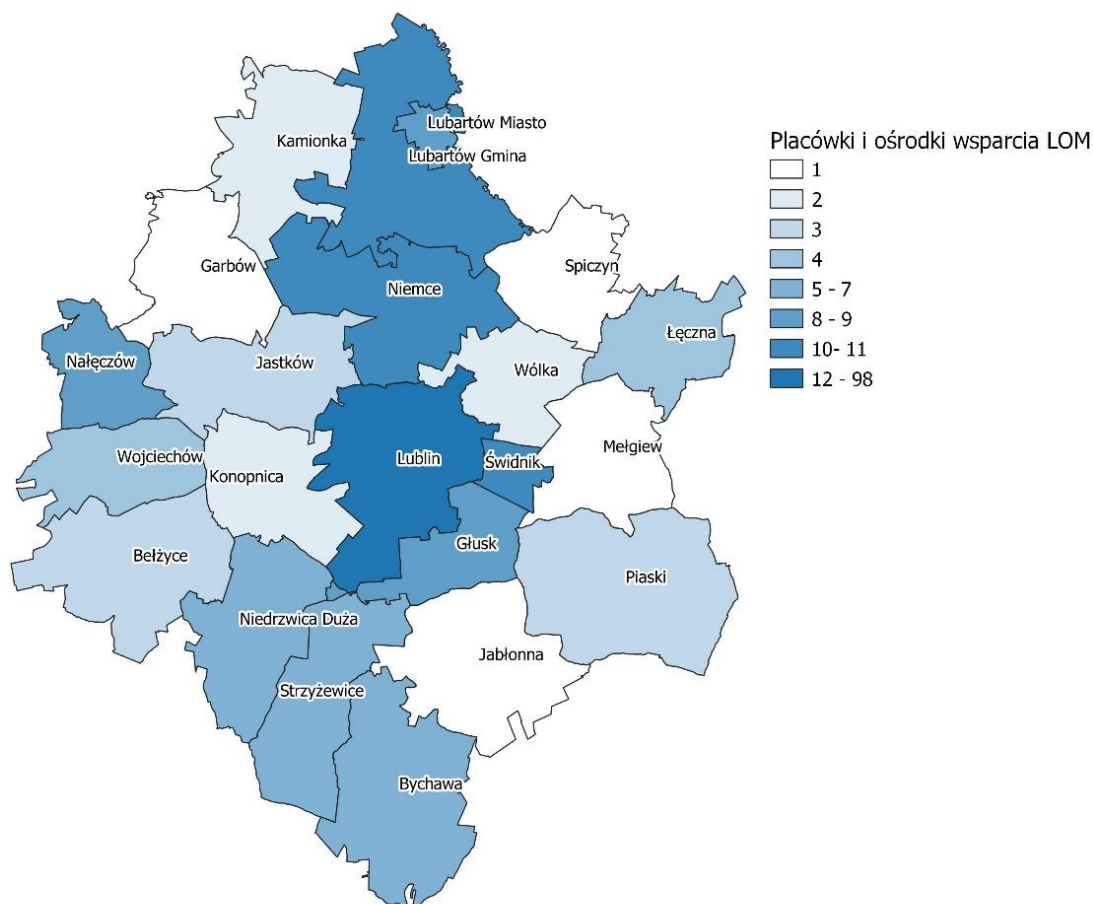 Lubartów Miasto
Kamionka
Lubartów Gmina
Garbów
Spiczyn
Niemce
Łęczna
Nałęczów
Jastków
Wólka
Wojciechów
Konopnica
Lublin
Świdnik
Mełgiew
Bełżyce
Głusk
Piaski
Niedrzwica Duża
Jabłonna
Strzyżewice
Bychawa
Placówki i ośrodki wsparcia LOM
1
2
3
4
5 - 7
8 - 9
10- 11
12 - 98